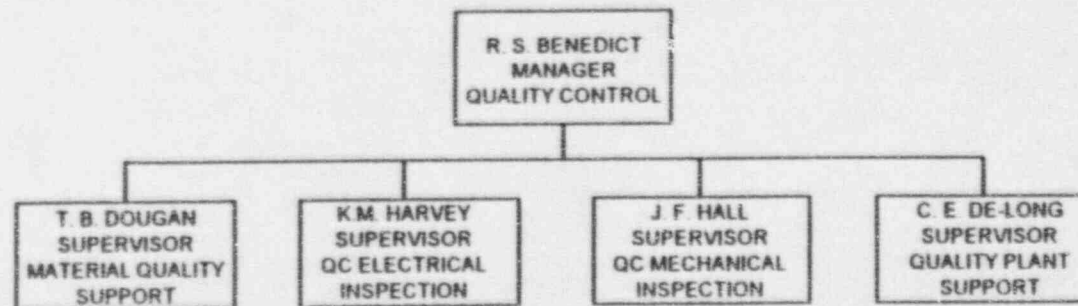 R. S. BENEDICT
MANAGER
QUALITY CONTROL
T. B. DOUGAN
SUPERVISOR
MATERIAL QUALITY
SUPPORT
K.M. HARVEY
SUPERVISOR
QC ELECTRICAL
INSPECTION
J. F. HALL
SUPERVISOR
QC MECHANICAL
INSPECTION
C. E. DE-LONG
SUPERVISOR
QUALITY PLANT
SUPPORT